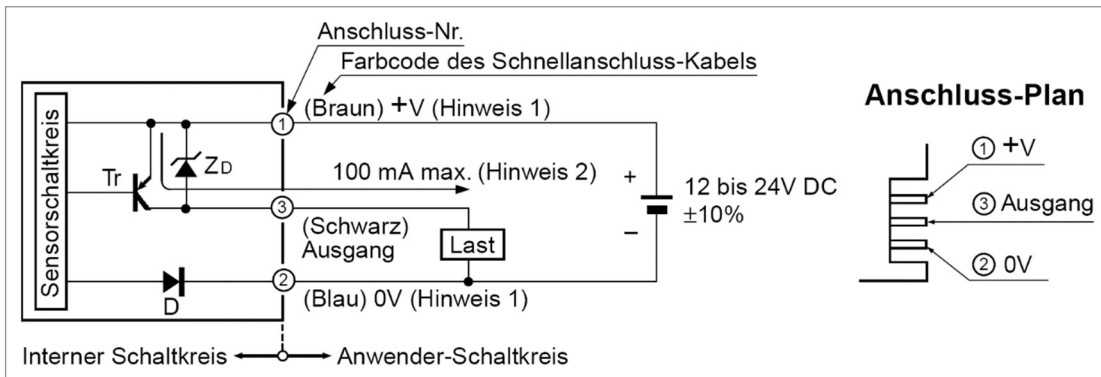 Anschluss-Nr.
Farbcode des Schnellanschluss-Kabels
(Braun) +V (Hinweis 1)
1
Sensorschaltkreis
Tr
ZD
100 mA max. (Hinweis 2)
3
(Schwarz)
Ausgang
Last
+
12 bis 24V DC
±10%
−
2
D
(Blau) 0V (Hinweis 1)
Interner Schaltkreis
Anwender-Schaltkreis
Anschluss-Plan
① +V
③ Ausgang
② 0V